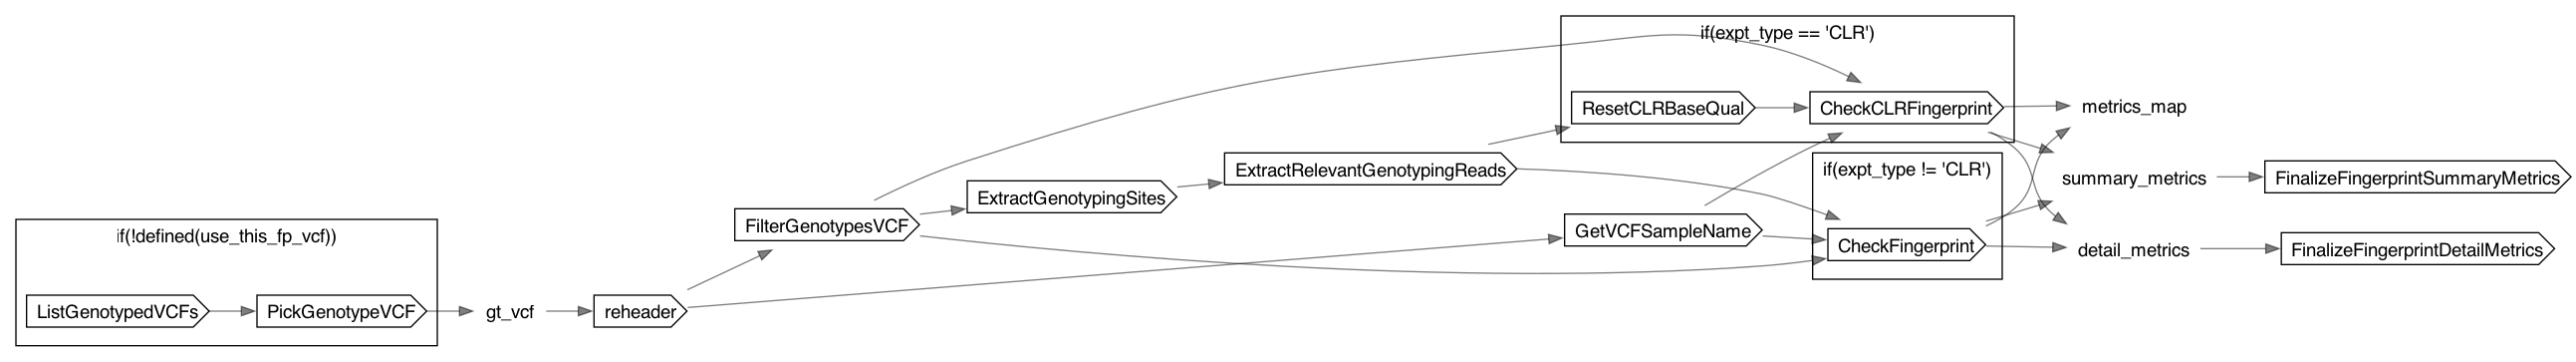 if(!defined(use_this_fp_vcf))
ListGenotypedVCFs
PickGenotypeVCF
gt_vcf
reheader
FilterGenotypesVCF
ExtractGenotypingSites
ExtractRelevantGenotypingReads
GetVCFSampleName
if(expt_type == 'CLR')
ResetCLRBaseQual
CheckCLRFingerprint
if(expt_type != 'CLR')
CheckFingerprint
metrics_map
summary_metrics
detail_metrics
FinalizeFingerprintSummaryMetrics
FinalizeFingerprintDetailMetrics